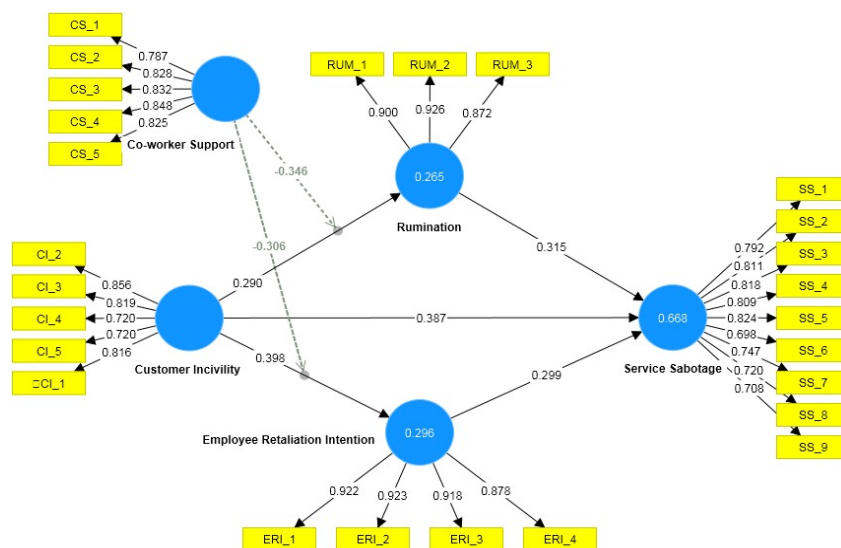 CS_1
0.787
CS_2
0.828
CS_3
0.832
CS_4
0.848
CS_5
0.825
Co-worker Support
RUM_1
RUM_2
RUM_3
0.900
0.926
0.872
0.265
Rumination
-0.346
-0.306
0.290
0.315
CI_2
0.856
CI_3
0.819
CI_4
0.720
CI_5
0.720
□CI_1
0.816
Customer Incivility
0.387
0.398
0.299
SS_1
0.792
SS_2
0.811
SS_3
0.818
SS_4
0.809
SS_5
0.824
SS_6
0.698
SS_7
0.747
SS_8
0.720
SS_9
0.708
0.668
Service Sabotage
Employee Retaliation Intention
0.296
0.922
0.923
0.918
0.878
ERI_1
ERI_2
ERI_3
ERI_4